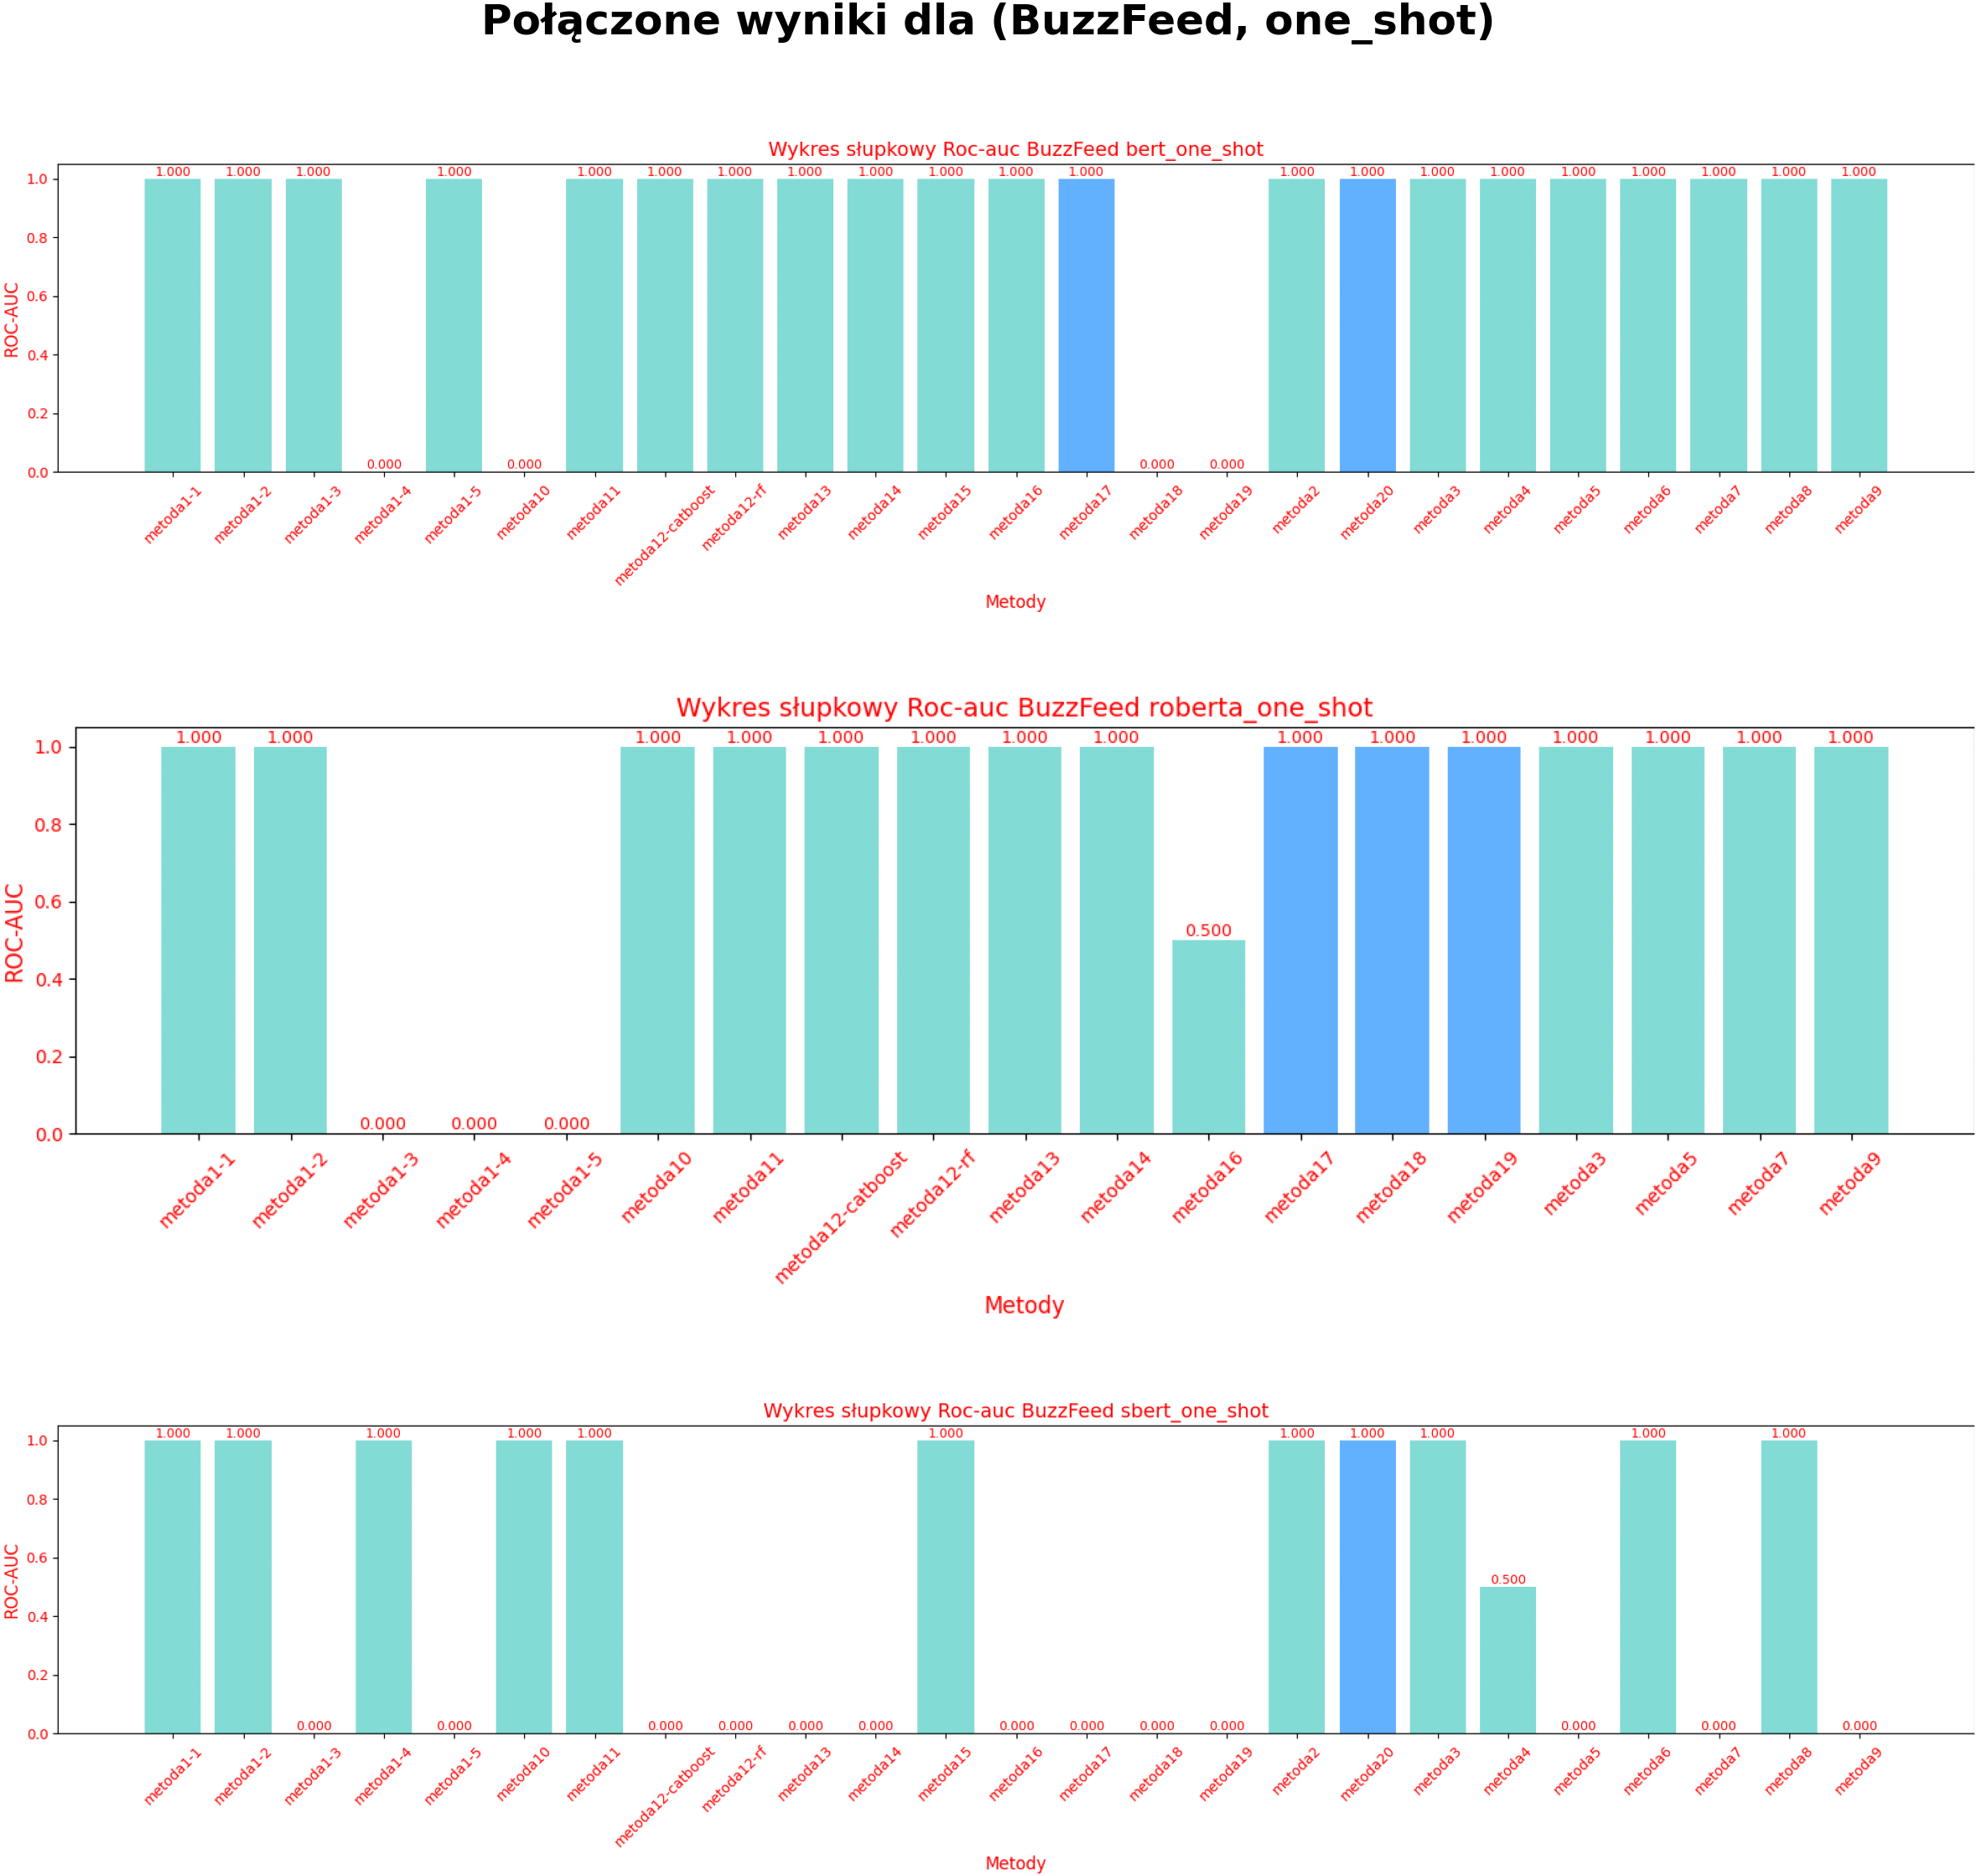 Połączone wyniki dla (BuzzFeed, one_shot)
Wykres słupkowy Roc-auc BuzzFeed bert_one_shot
1.000 1.000 1.000 0.000 1.000 0.000 1.000 1.000 1.000 1.000 1.000 1.000 1.000 1.000 0.000 0.000 1.000 1.000 1.000 1.000 1.000 1.000 1.000 1.000 1.000
1.0
0.8
0.6
0.4
0.2
0.0
ROC-AUC
metoda1-1 metoda1-2 metoda1-3 metoda1-4 metoda1-5 metoda10 metoda11 metoda12-catboost metoda12-rf metoda13 metoda14 metoda15 metoda16 metoda17 metoda18 metoda19 metoda2 metoda20 metoda3 metoda4 metoda5 metoda6 metoda7 metoda8 metoda9
Metody
Wykres słupkowy Roc-auc BuzzFeed roberta_one_shot
1.000 1.000 0.000 0.000 0.000 1.000 1.000 1.000 1.000 1.000 1.000 0.500 1.000 1.000 1.000 1.000 1.000 1.000 1.000
1.0
0.8
0.6
0.4
0.2
0.0
ROC-AUC
metoda1-1 metoda1-2 metoda1-3 metoda1-4 metoda1-5 metoda10 metoda11 metoda12-catboost metoda12-rf metoda13 metoda14 metoda16 metoda17 metoda18 metoda19 metoda3 metoda5 metoda7 metoda9
Metody
Wykres słupkowy Roc-auc BuzzFeed sbert_one_shot
1.000 1.000 0.000 1.000 0.000 1.000 1.000 0.000 0.000 0.000 0.000 1.000 0.000 0.000 0.000 0.000 1.000 1.000 1.000 0.500 0.000 1.000 0.000 1.000 0.000
1.0
0.8
0.6
0.4
0.2
0.0
ROC-AUC
metoda1-1 metoda1-2 metoda1-3 metoda1-4 metoda1-5 metoda10 metoda11 metoda12-catboost metoda12-rf metoda13 metoda14 metoda15 metoda16 metoda17 metoda18 metoda19 metoda2 metoda20 metoda3 metoda4 metoda5 metoda6 metoda7 metoda8 metoda9
Metody